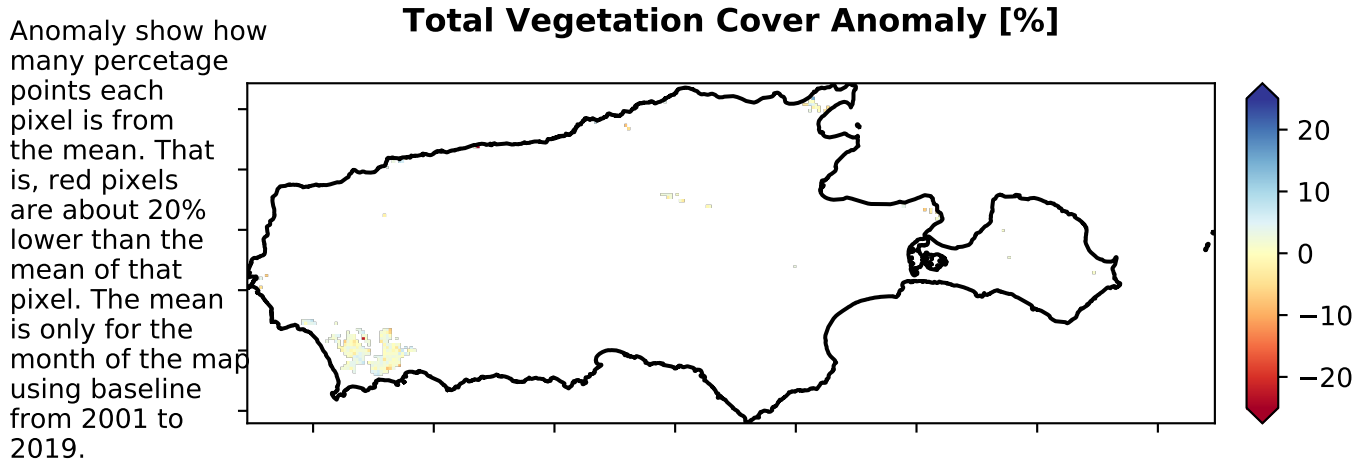 Total Vegetation Cover Anomaly [%]
Anomaly show how
many percetage
points each
pixel is from
the mean. That
is, red pixels
are about 20%
lower than the
mean of that
pixel. The mean
is only for the
month of the map
using baseline
from 2001 to
2019.
20
10
0
−10
−20